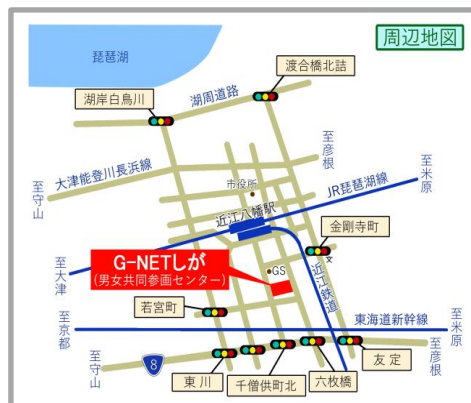 周辺地図
琵琶湖
渡合橋北詰
湖岸白鳥川
湖周道路
至彦根
大津能登川長浜線
至米原
市役所
JR琵琶湖線
至守山
近江八幡駅
金剛寺町
文
G-NETしが
(男女共同参画センター)
GS
至大津
近江鉄道
若宮町
至京都
東海道新幹線
至米原
至守山
8
東川
千僧供町北
六枚橋
友定
至彦根